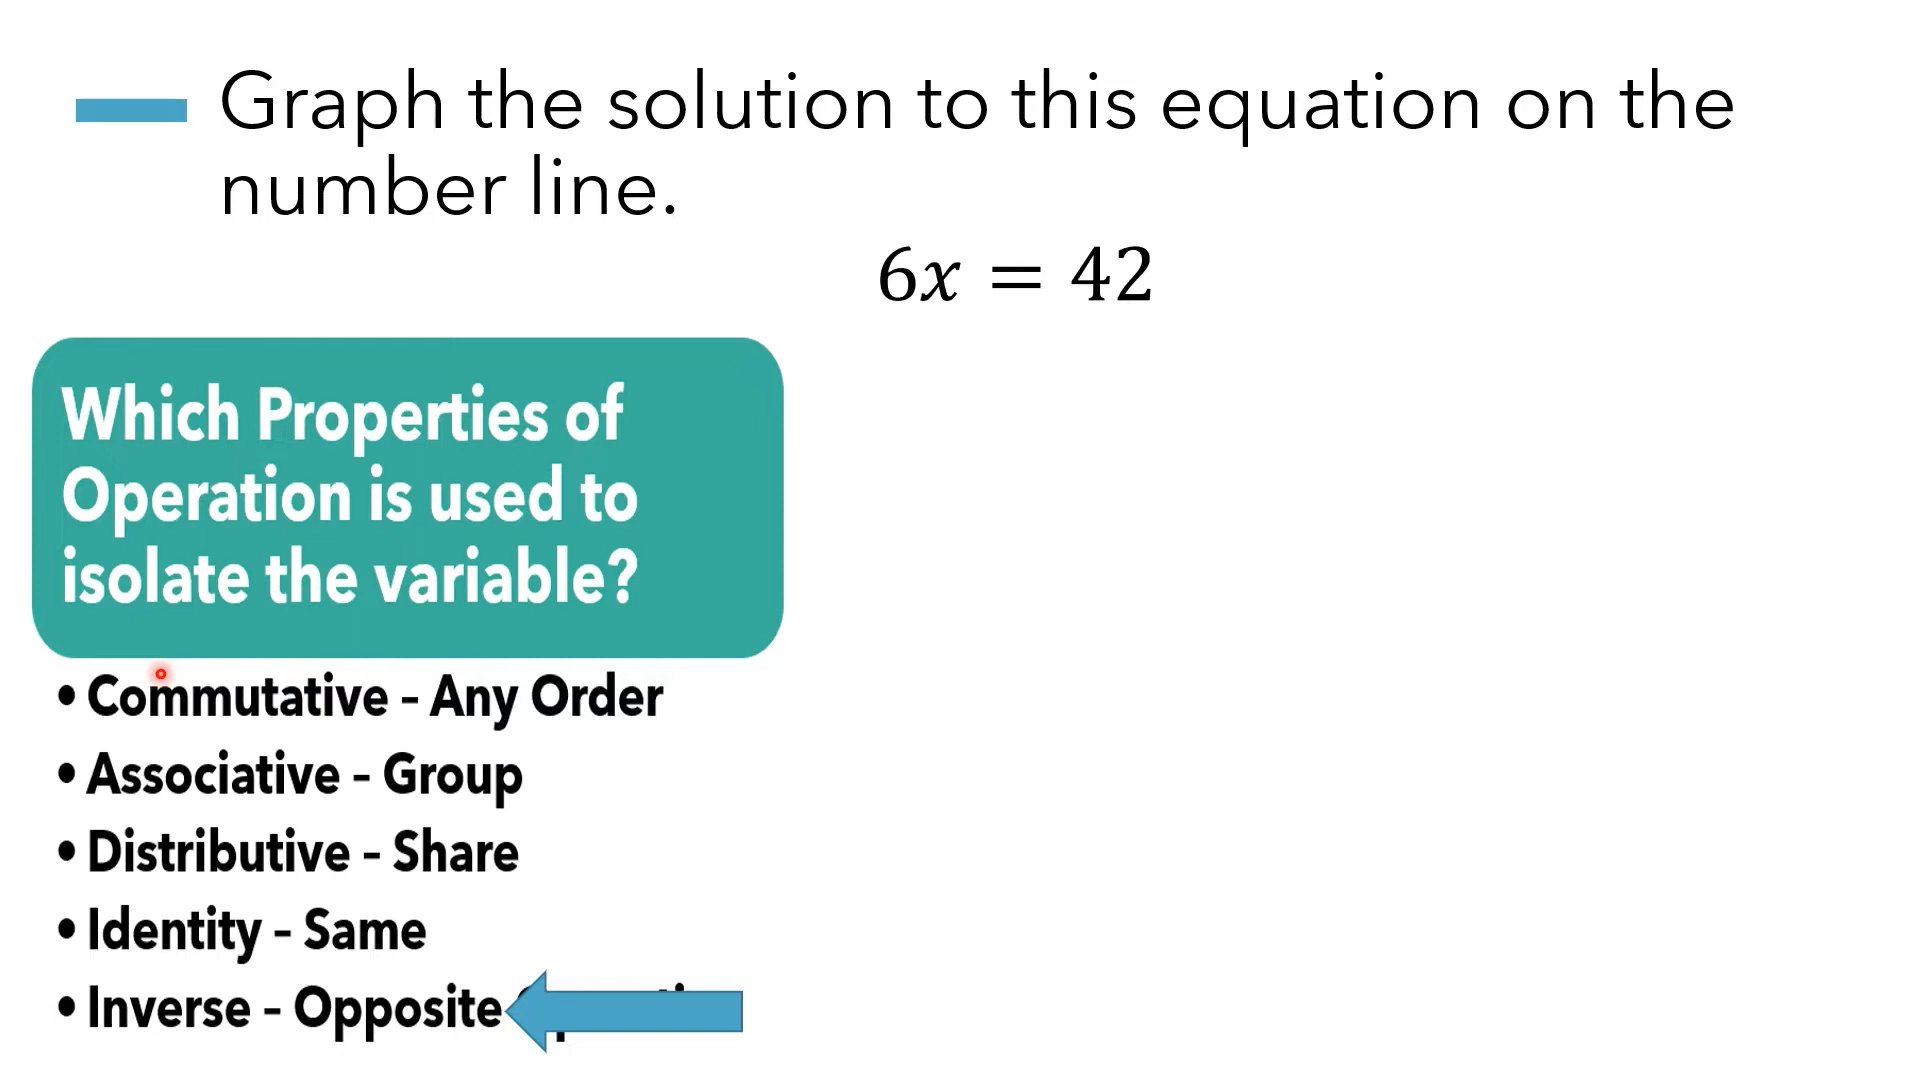 Graph the solution to this equation on the
number line.
6x = 42
Which Properties of
Operation is used to
isolate the variable?
• Commutative – Any Order
• Associative – Group
• Distributive – Share
• Identity – Same
• Inverse – Opposite